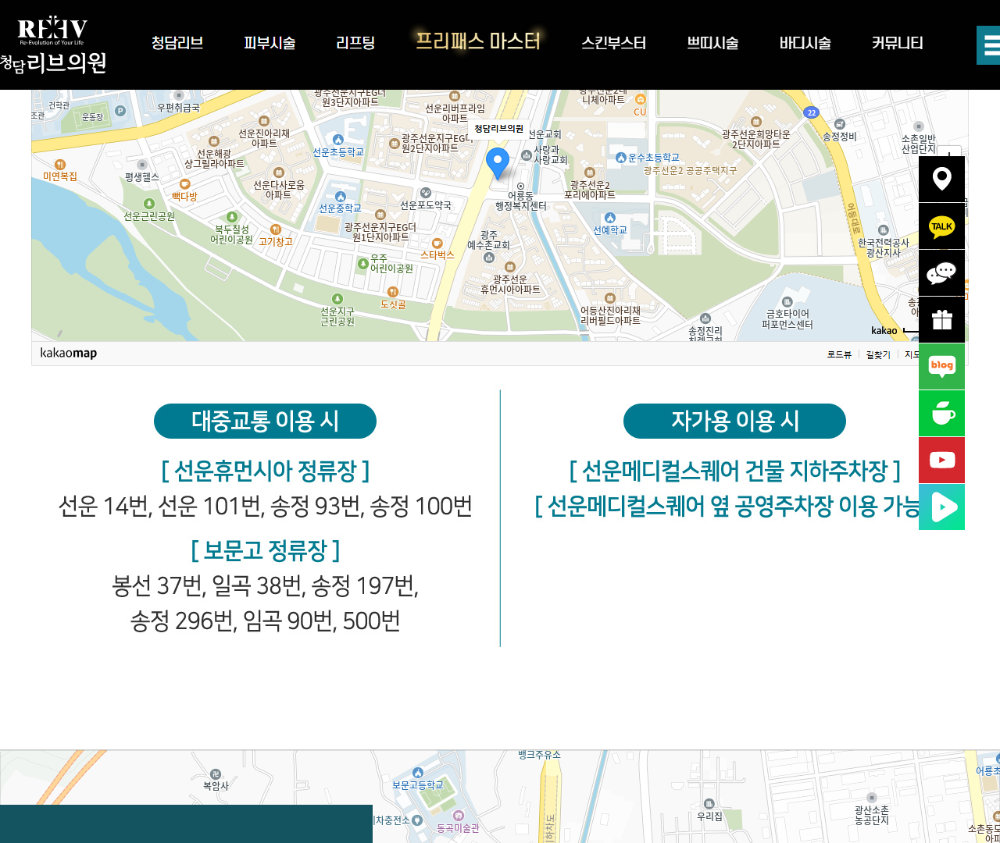 REEV
Re-Evolution of Your Life
청담리브의원
청담리브
피부시술
리프팅
프리패스 마스터
스킨부스터
쁘띠시술
바디시술
커뮤니티
건학관
조관
운동장
우편취급국
광주선운지구EG더
원3단지아파트
선운리버프라임
아파트
니체아파트
CU
22
송정정비
소촌일반
산업단지
선운진아리채
아파트
선운해광
샹그릴라아파트
선운초등학교
광주선운지구EG더
원2단지아파트
청담리브의원
선운교회
사랑과
사랑교회
운수초등학교
광주선운희망타운
2단지아파트
광주선운2 공공주택지구
미연복집
평생헬스
빽다방
선운다사로움
아파트
선운중학교
선운포도약국
어룡동
행정복지센터
광주선운2
포리에아파트
어등대로
선운근린공원
북두칠성
어린이공원
고기창고
광주선운지구EG더
원1단지아파트
스타벅스
광주
예수촌교회
선예학교
한국전력공사
광산지사
우주
어린이공원
광주선운
휴먼시아아파트
도싯골
선운지구
근린공원
어등산진아리채
리버필드아파트
금호타이어
퍼포먼스센터
송정진리
kakao
kakaomap
로드뷰
길찾기
TALK
blog
대중교통 이용 시
[ 선운휴먼시아 정류장 ]
선운 14번, 선운 101번, 송정 93번, 송정 100번
[ 보문고 정류장 ]
봉선 37번, 일곡 38번, 송정 197번,
송정 296번, 임곡 90번, 500번
자가용 이용 시
[ 선운메디컬스퀘어 건물 지하주차장 ]
[ 선운메디컬스퀘어 옆 공영주차장 이용 가능
뱅크주유소
복암사
보문고등학교
차충전소
동곡미술관
우리집
광산소촌
농공단지
어룡초
소촌동모